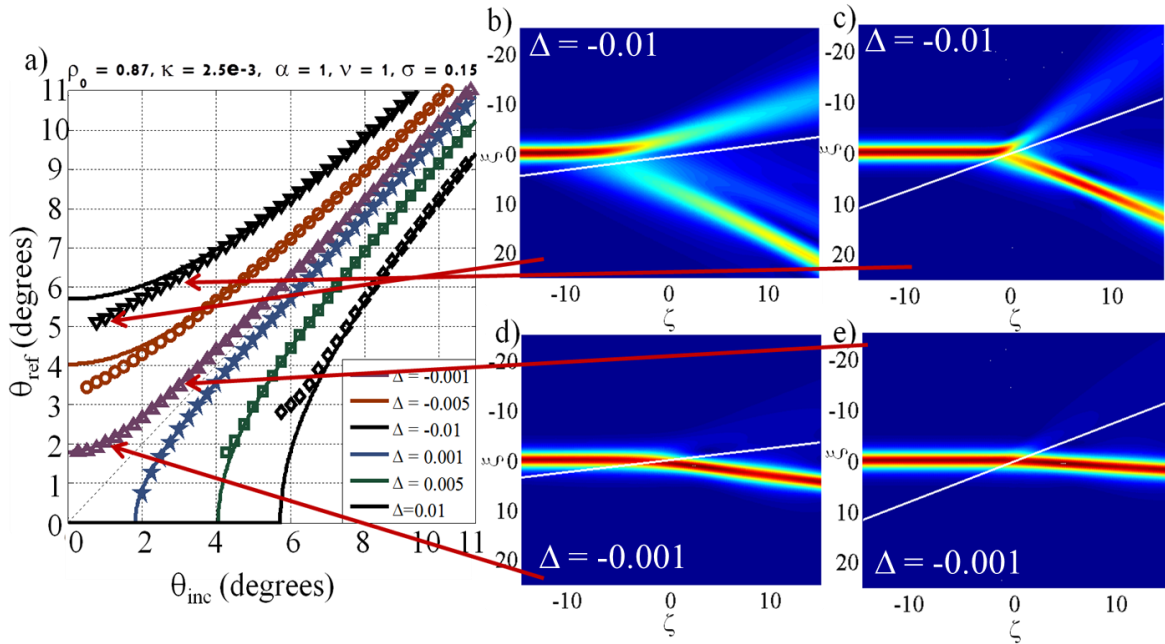 a)
ρ₀ = 0.87, κ = 2.5e-3, α = 1, ν = 1, σ = 0.15
11
10
9
8
7
6
5
4
3
2
1
0
θref (degrees)
0 2 4 6 8 10 11
θinc (degrees)
Δ = -0.001
Δ = -0.005
Δ = -0.01
Δ = 0.001
Δ = 0.005
Δ=0.01
b)
Δ = -0.01
-20
-10
0
10
20
ξ
-10 0 10
ζ
c)
Δ = -0.01
-20
-10
0
10
20
ξ
-10 0 10
ζ
d)
-20
-10
0
10
20
ξ
Δ = -0.001
-10 0 10
ζ
e)
-20
-10
0
10
20
ξ
Δ = -0.001
-10 0 10
ζ